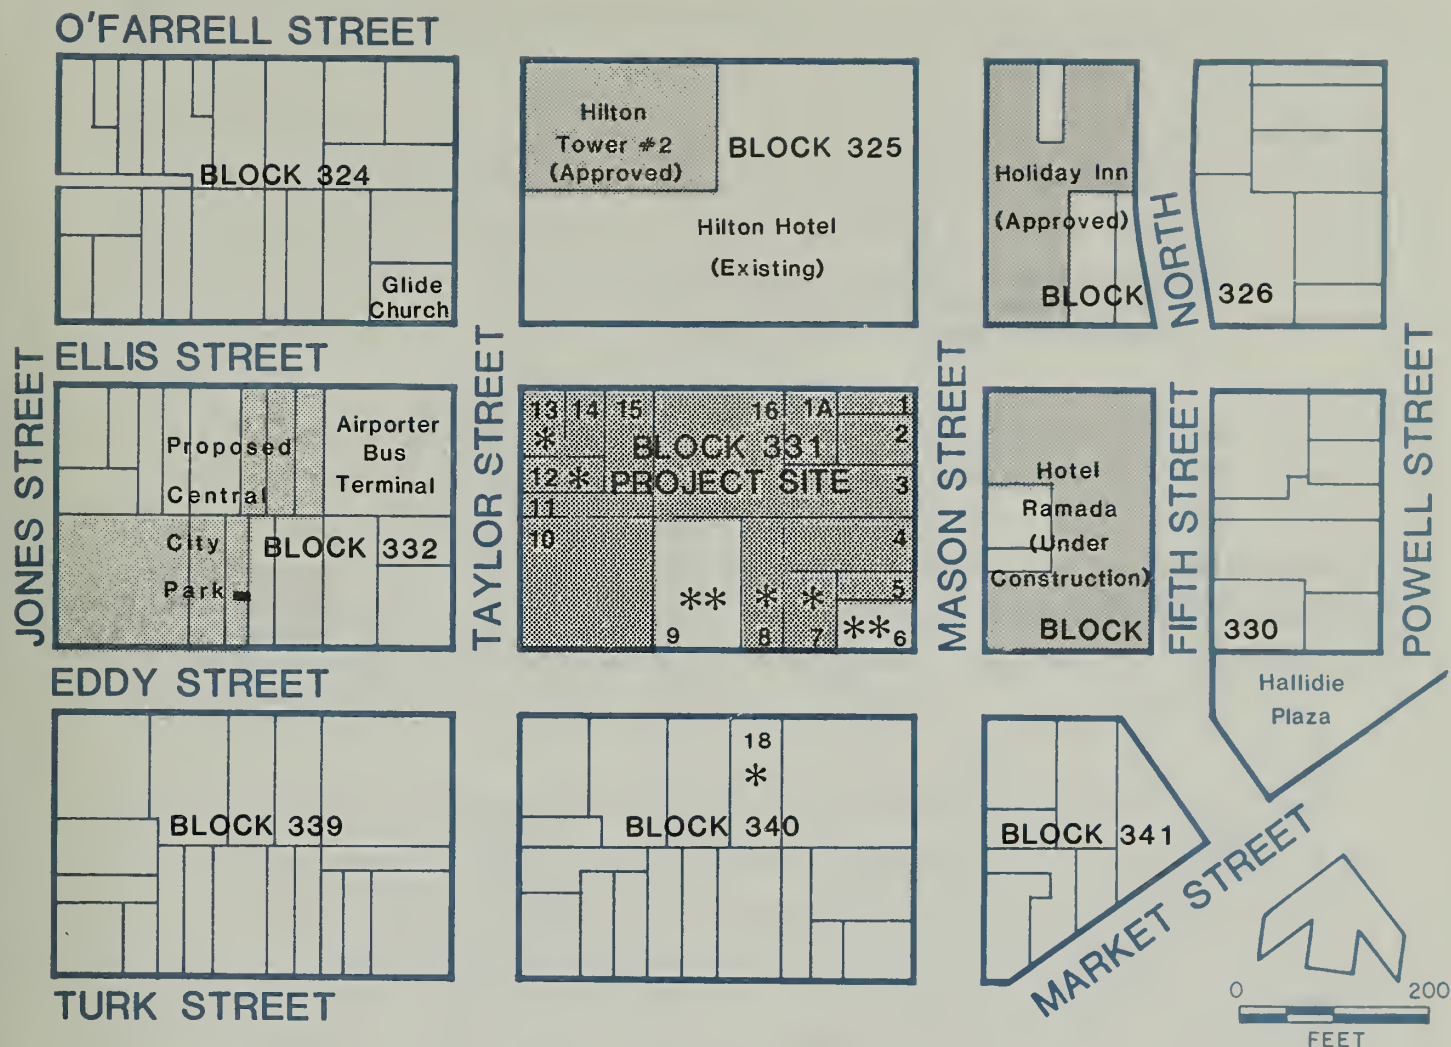 O'FARRELL STREET
BLOCK 324
Glide
Church
Hilton
Tower #2
(Approved)
BLOCK 325
Hilton Hotel
(Existing)
Holiday Inn
(Approved)
BLOCK 326
NORTH
ELLIS STREET
JONES STREET
TAYLOR STREET
MASON STREET
FIFTH STREET
POWELL STREET
Proposed
Central
City
Park
Airporter
Bus
Terminal
BLOCK 332
13 14 15 16 1A 1
* 2
BLOCK 331
12 * PROJECT SITE 3
11
10 4
5
** * * **
9 8 7 6
Hotel
Ramada
(Under
Construction)
BLOCK 330
EDDY STREET
Hallidie
Plaza
BLOCK 339
18
*
BLOCK 340
BLOCK 341
MARKET STREET
TURK STREET
0 200
FEET